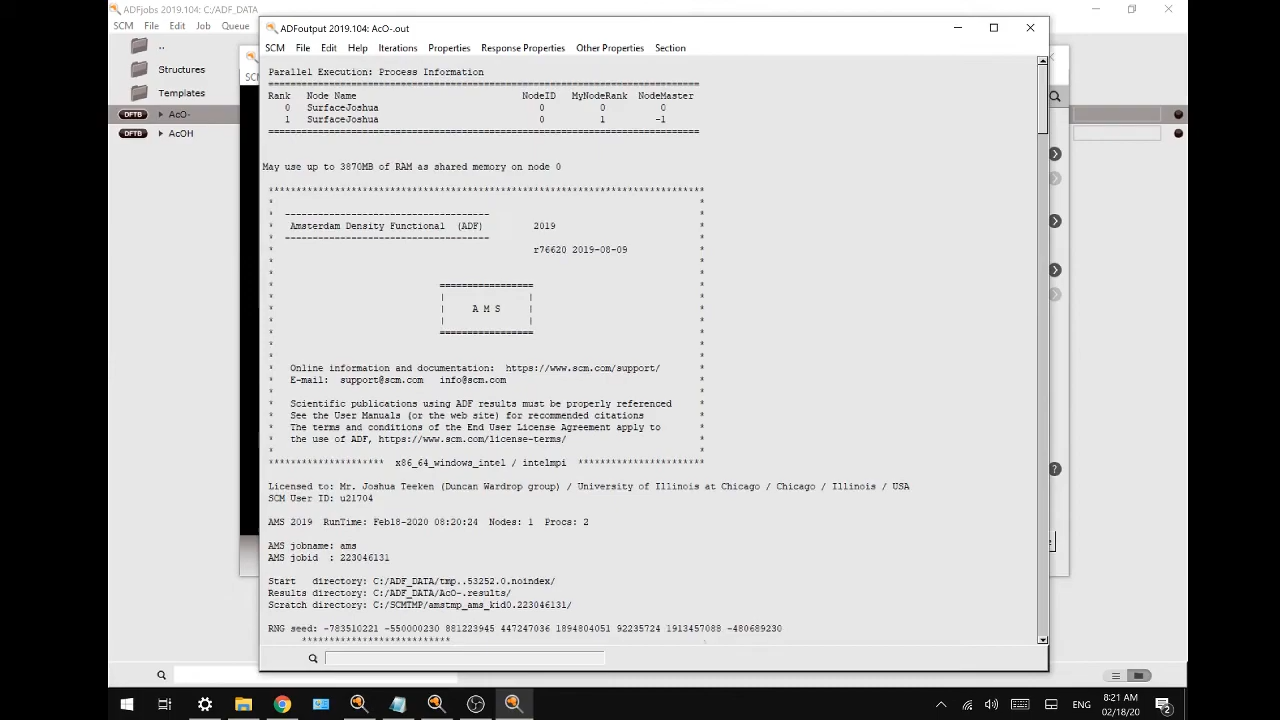 ADFjobs 2019.104: C:/ADF_DATA
SCM File Edit Job Queue
..
Structures
Templates
DFTB AcO-
DFTB AcOH
ADFoutput 2019.104: AcO-.out
SCM File Edit Help Iterations Properties Response Properties Other Properties Section
Parallel Execution: Process Information
==============================================================================
Rank Node Name NodeID MyNodeRank NodeMaster
0 SurfaceJoshua 0 0 0
1 SurfaceJoshua 0 1 -1
==============================================================================
May use up to 3870MB of RAM as shared memory on node 0
*******************************************************************************
* -------------------------------------
* Amsterdam Density Functional (ADF) 2019 *
* -------------------------------------
* r76620 2019-08-09 *
=================
| |
| A M S |
| |
=================
* Online information and documentation: https://www.scm.com/support/ *
* E-mail: support@scm.com info@scm.com *
* Scientific publications using ADF results must be properly referenced *
* See the User Manuals (or the web site) for recommended citations *
* The terms and conditions of the End User License Agreement apply to *
* the use of ADF, https://www.scm.com/license-terms/ *
********************* x86_64_windows_intel / intelmpi ***********************
Licensed to: Mr. Joshua Teeken (Duncan Wardrop group) / University of Illinois at Chicago / Chicago / Illinois / USA
SCM User ID: u21704
AMS 2019 RunTime: Feb18-2020 08:20:24 Nodes: 1 Procs: 2
AMS jobname: ams
AMS jobid : 223046131
Start directory: C:/ADF_DATA/tmp..53252.0.noindex/
Results directory: C:/ADF_DATA/AcO-.results/
Scratch directory: C:/SCMTMP/amstmp_ams_kid0.223046131/
RNG seed: -783510221 -550000230 881223945 447247036 1894804051 92235724 1913457088 -480689230
***************************
ENG
8:21 AM
02/18/20
2